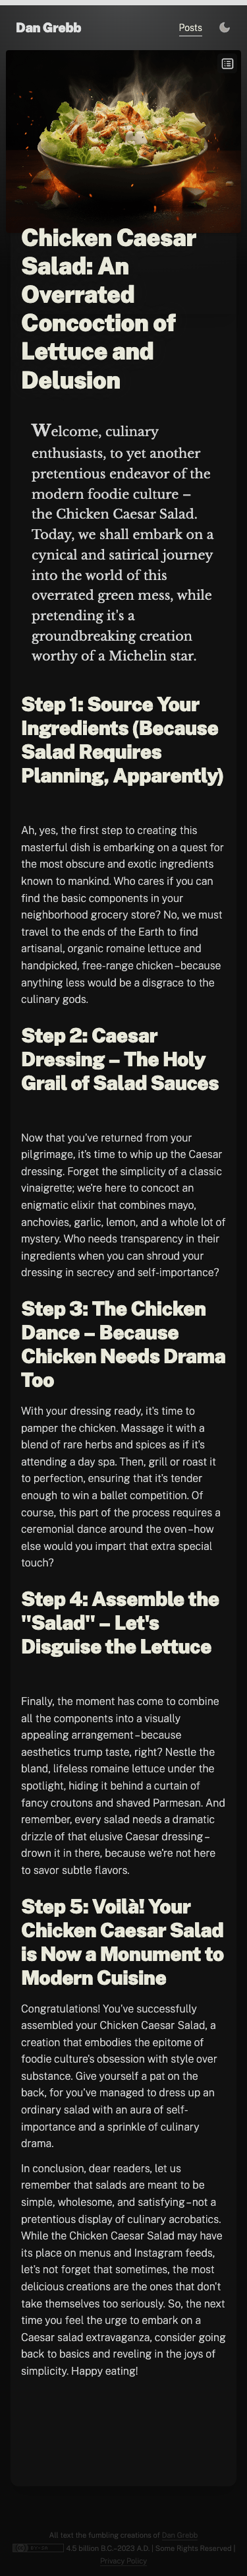 Dan Grebb
Posts
Chicken Caesar
Salad: An
Overrated
Concoction of
Lettuce and
Delusion
Welcome, culinary
enthusiasts, to yet another
pretentious endeavor of the
modern foodie culture –
the Chicken Caesar Salad.
Today, we shall embark on a
cynical and satirical journey
into the world of this
overrated green mess, while
pretending it's a
groundbreaking creation
worthy of a Michelin star.
Step 1: Source Your
Ingredients (Because
Salad Requires
Planning, Apparently)
Ah, yes, the first step to creating this
masterful dish is embarking on a quest for
the most obscure and exotic ingredients
known to mankind. Who cares if you can
find the basic components in your
neighborhood grocery store? No, we must
travel to the ends of the Earth to find
artisanal, organic romaine lettuce and
handpicked, free-range chicken – because
anything less would be a disgrace to the
culinary gods.
Step 2: Caesar
Dressing – The Holy
Grail of Salad Sauces
Now that you've returned from your
pilgrimage, it's time to whip up the Caesar
dressing. Forget the simplicity of a classic
vinaigrette; we're here to concoct an
enigmatic elixir that combines mayo,
anchovies, garlic, lemon, and a whole lot of
mystery. Who needs transparency in their
ingredients when you can shroud your
dressing in secrecy and self-importance?
Step 3: The Chicken
Dance – Because
Chicken Needs Drama
Too
With your dressing ready, it's time to
pamper the chicken. Massage it with a
blend of rare herbs and spices as if it's
attending a day spa. Then, grill or roast it
to perfection, ensuring that it's tender
enough to win a ballet competition. Of
course, this part of the process requires a
ceremonial dance around the oven – how
else would you impart that extra special
touch?
Step 4: Assemble the
"Salad" – Let's
Disguise the Lettuce
Finally, the moment has come to combine
all the components into a visually
appealing arrangement – because
aesthetics trump taste, right? Nestle the
bland, lifeless romaine lettuce under the
spotlight, hiding it behind a curtain of
fancy croutons and shaved Parmesan. And
remember, every salad needs a dramatic
drizzle of that elusive Caesar dressing –
drown it in there, because we're not here
to savor subtle flavors.
Step 5: Voilà! Your
Chicken Caesar Salad
is Now a Monument to
Modern Cuisine
Congratulations! You've successfully
assembled your Chicken Caesar Salad, a
creation that embodies the epitome of
foodie culture's obsession with style over
substance. Give yourself a pat on the
back, for you've managed to dress up an
ordinary salad with an aura of self-
importance and a sprinkle of culinary
drama.
In conclusion, dear readers, let us
remember that salads are meant to be
simple, wholesome, and satisfying – not a
pretentious display of culinary acrobatics.
While the Chicken Caesar Salad may have
its place on menus and Instagram feeds,
let's not forget that sometimes, the most
delicious creations are the ones that don't
take themselves too seriously. So, the next
time you feel the urge to embark on a
Caesar salad extravaganza, consider going
back to basics and reveling in the joys of
simplicity. Happy eating!
All text the fumbling creations of Dan Grebb
4.5 billion B.C. – 2023 A.D. | Some Rights Reserved |
Privacy Policy